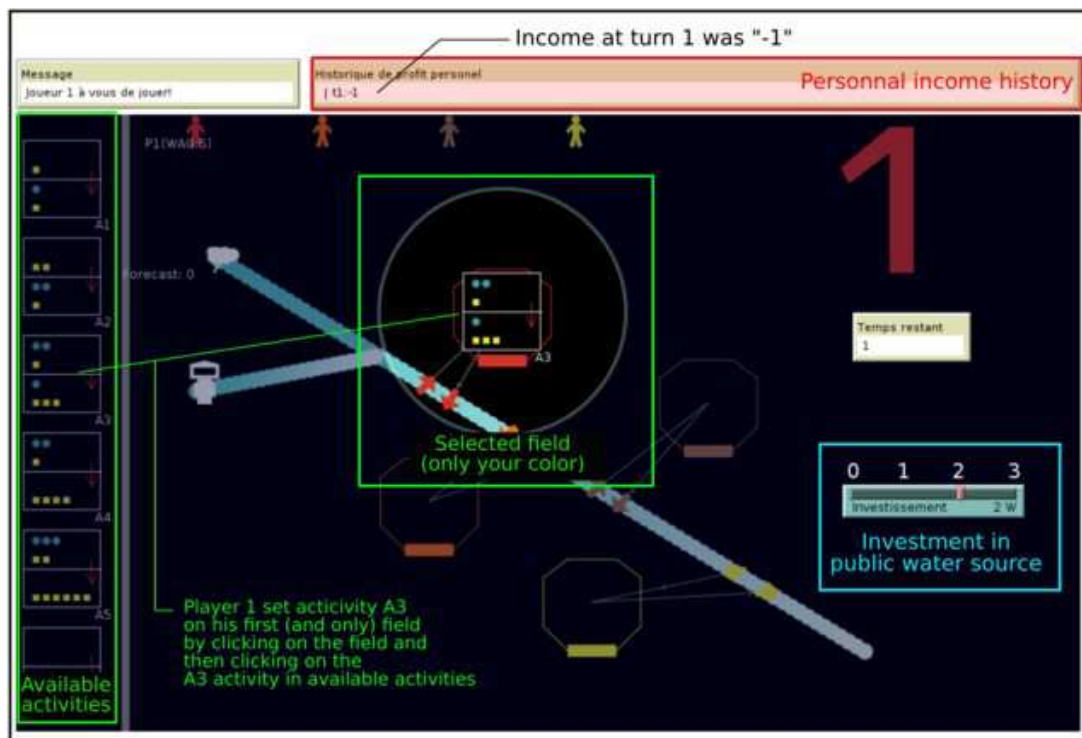 Income at turn 1 was "-1"
Message
Joueur 1 à vous de jouer!
Historique de profit personel
| t1:-1
Personnal income history
P1(WAG:6)
1
A1
Forecast: 0
A2
Temps restant
1
A3
A3
Selected field
(only your color)
0 1 2 3
Investissement 2 W
A4
Investment in
public water source
A5
Player 1 set acticivity A3
on his first (and only) field
by clicking on the field and
then clicking on the
A3 activity in available activities
Available
activities